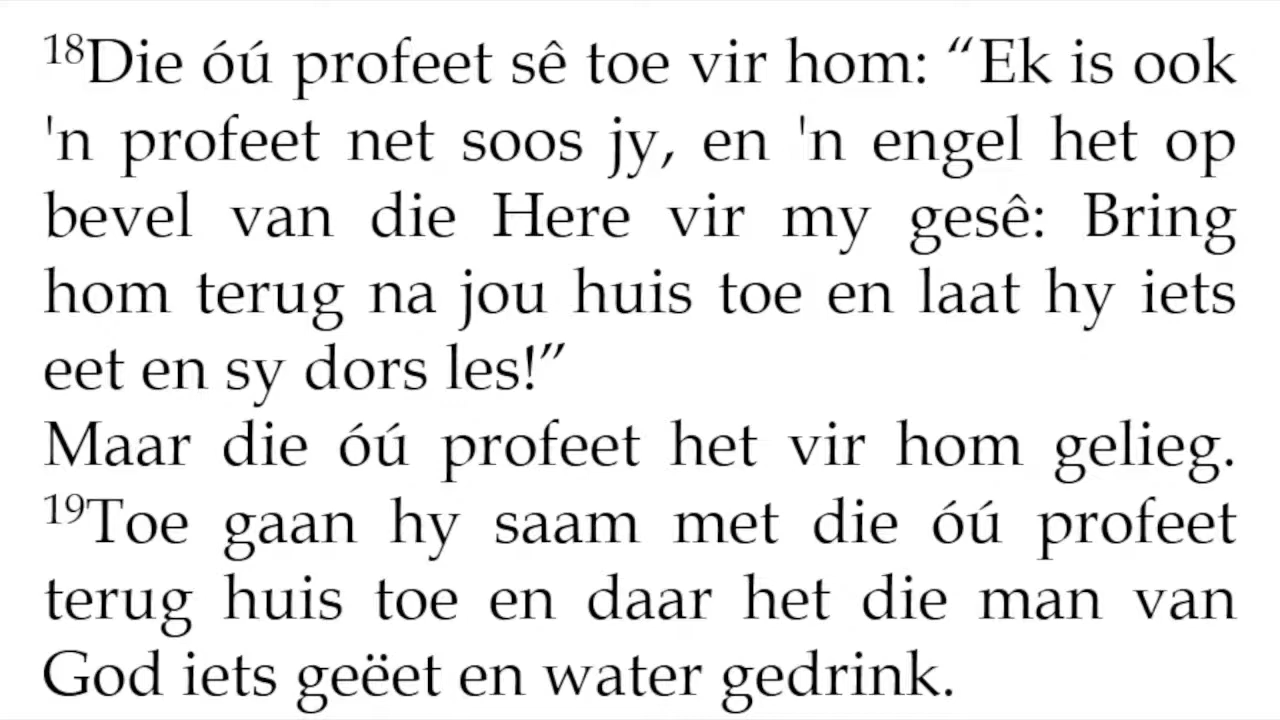 18Die óú profeet sê toe vir hom: “Ek is ook
'n profeet net soos jy, en 'n engel het op
bevel van die Here vir my gesê: Bring
hom terug na jou huis toe en laat hy iets
eet en sy dors les!”
Maar die óú profeet het vir hom gelieg.
19Toe gaan hy saam met die óú profeet
terug huis toe en daar het die man van
God iets geëet en water gedrink.